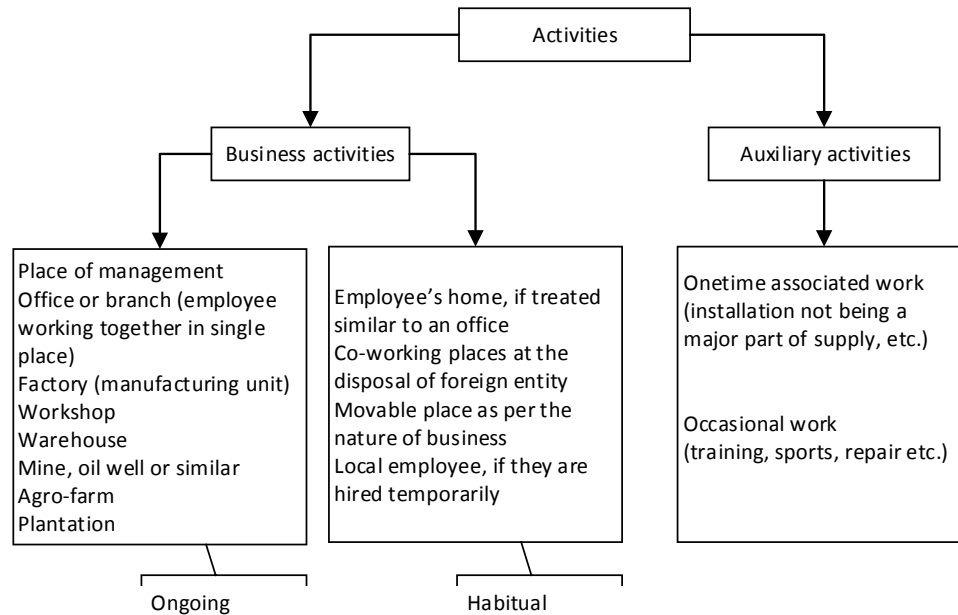 Activities
Business activities
Auxiliary activities
Place of management
Office or branch (employee
working together in single
place)
Factory (manufacturing unit)
Workshop
Warehouse
Mine, oil well or similar
Agro-farm
Plantation
Employee’s home, if treated
similar to an office
Co-working places at the
disposal of foreign entity
Movable place as per the
nature of business
Local employee, if they are
hired temporarily
Onetime associated work
(installation not being a
major part of supply, etc.)
Occasional work
(training, sports, repair etc.)
Ongoing
Habitual